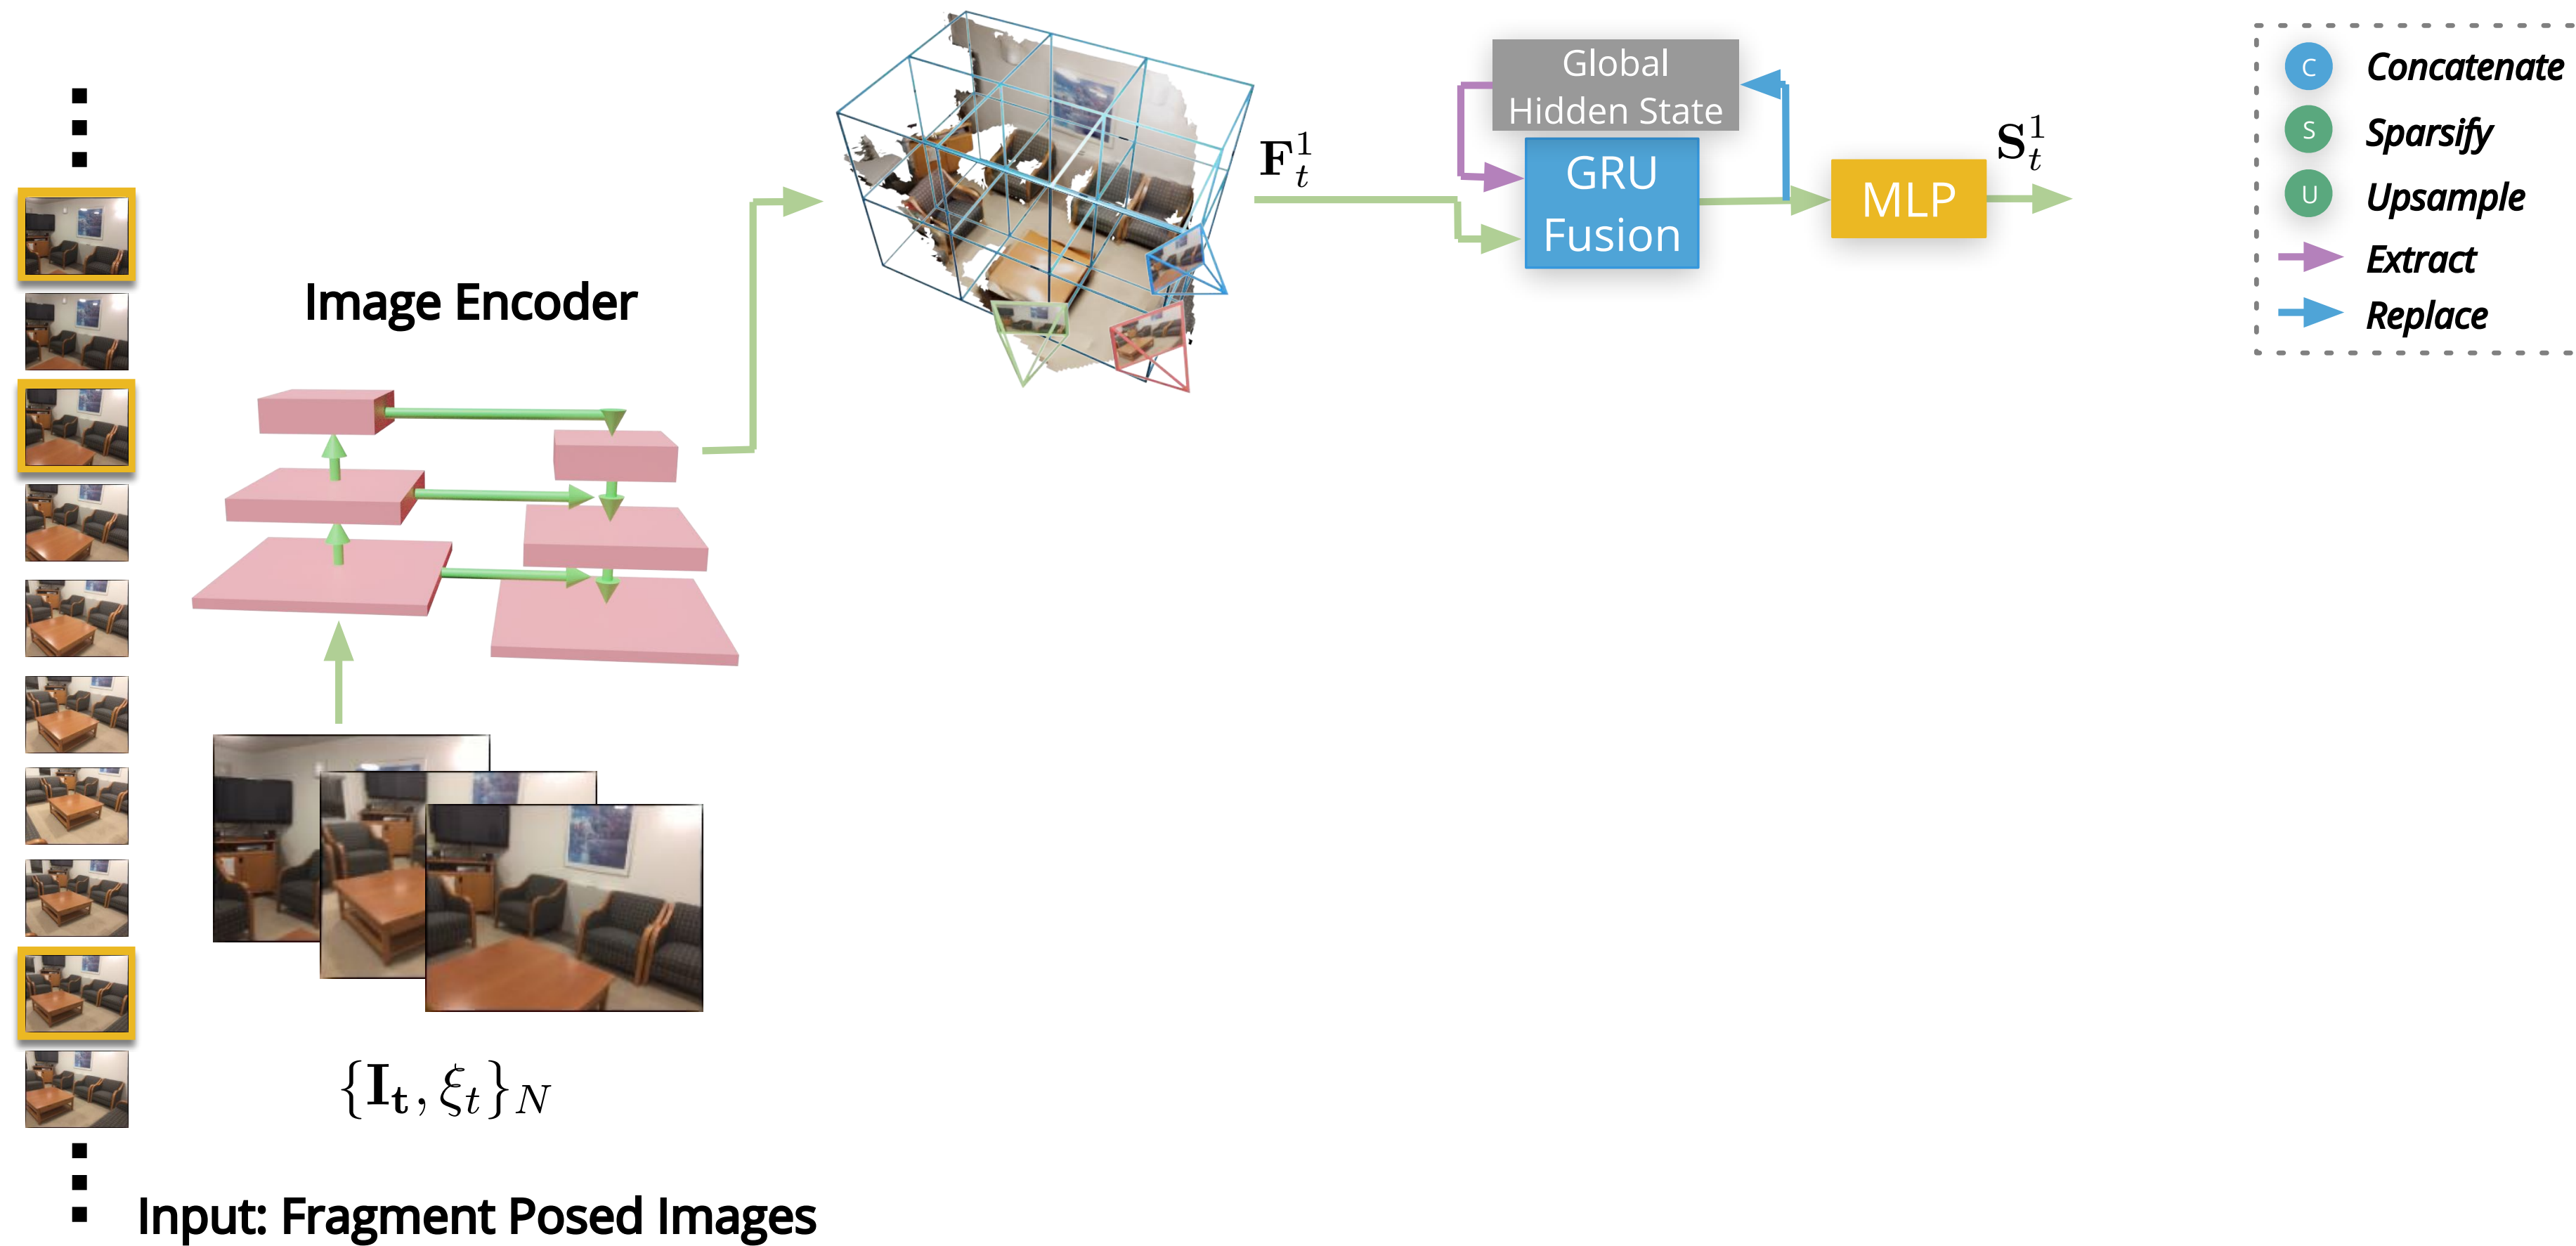 Image Encoder
{I_t, ξ_t}_N
Input: Fragment Posed Images
F_t^1
Global
Hidden State
GRU
Fusion
MLP
S_t^1
C Concatenate
S Sparsify
U Upsample
Extract
Replace